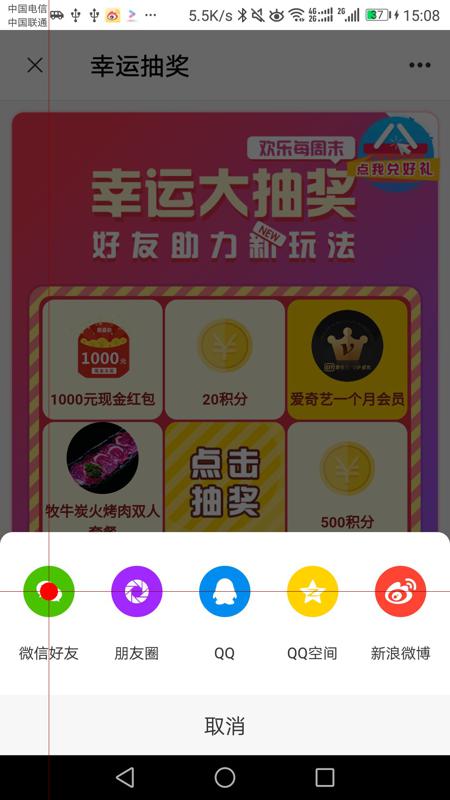 中国电信
中国联通
5.5K/s
4G
2G
2G
37
15:08
幸运抽奖
欢乐每周末
点我兑好礼
幸运大抽奖
好友助力新玩法
NEW
1000元
1000元现金红包
20积分
爱奇艺一个月会员
牧牛炭火烤肉双人
套餐
点击
抽奖
500积分
微信好友
朋友圈
QQ
QQ空间
新浪微博
取消